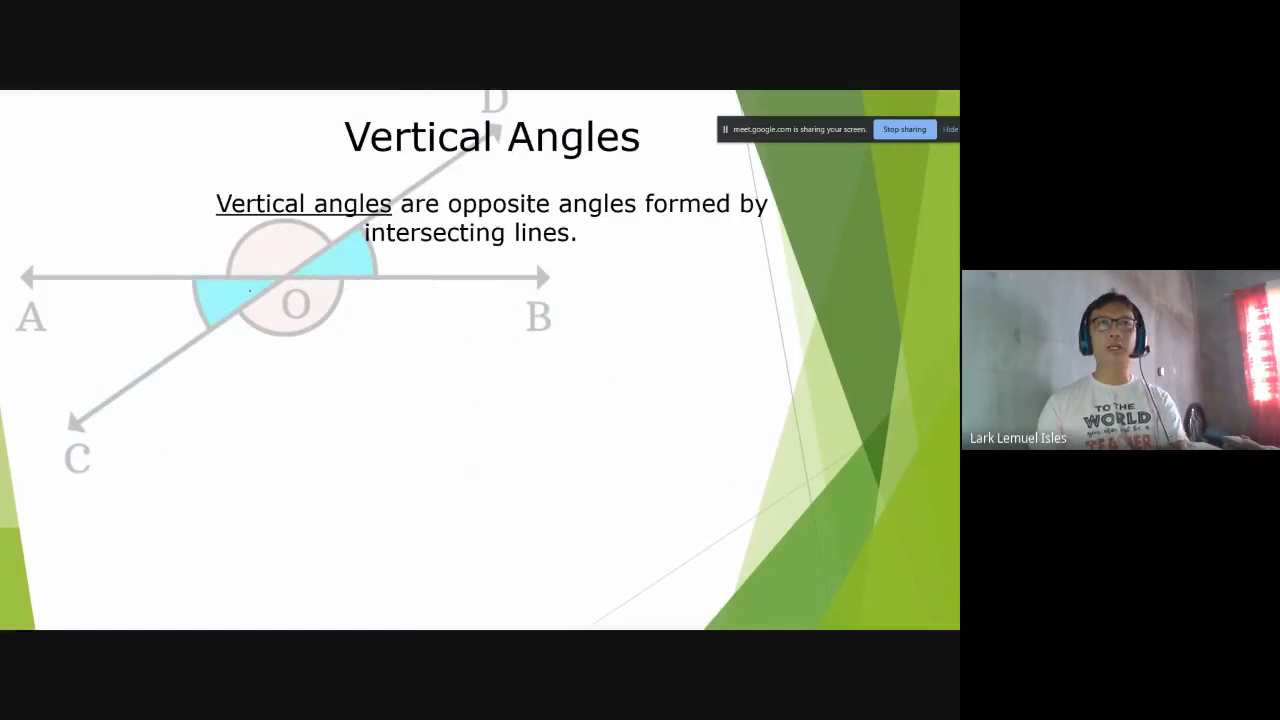 D
Vertical Angles
meet.google.com is sharing your screen.
Stop sharing
Hide
Vertical angles are opposite angles formed by
intersecting lines.
A
O
B
C
TO THE
WORLD
TEACHER
Lark Lemuel Isles